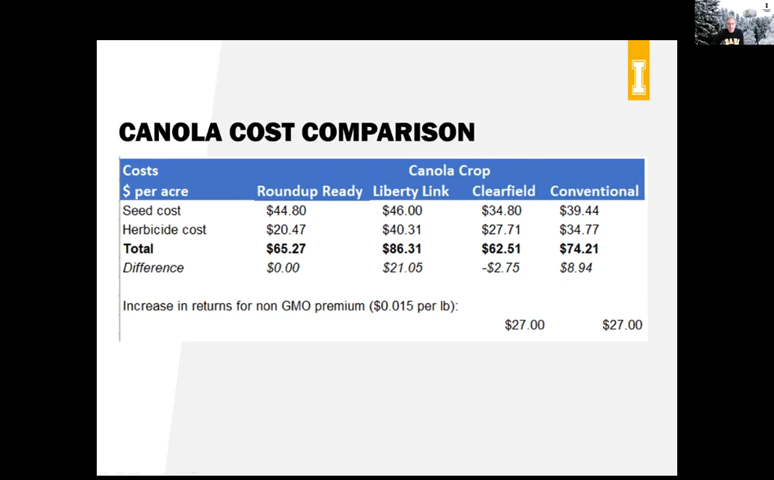 I
CANOLA COST COMPARISON
Costs Canola Crop
$ per acre Roundup Ready Liberty Link Clearfield Conventional
Seed cost $44.80 $46.00 $34.80 $39.44
Herbicide cost $20.47 $40.31 $27.71 $34.77
Total $65.27 $86.31 $62.51 $74.21
Difference $0.00 $21.05 -$2.75 $8.94
Increase in returns for non GMO premium ($0.015 per lb):
$27.00 $27.00